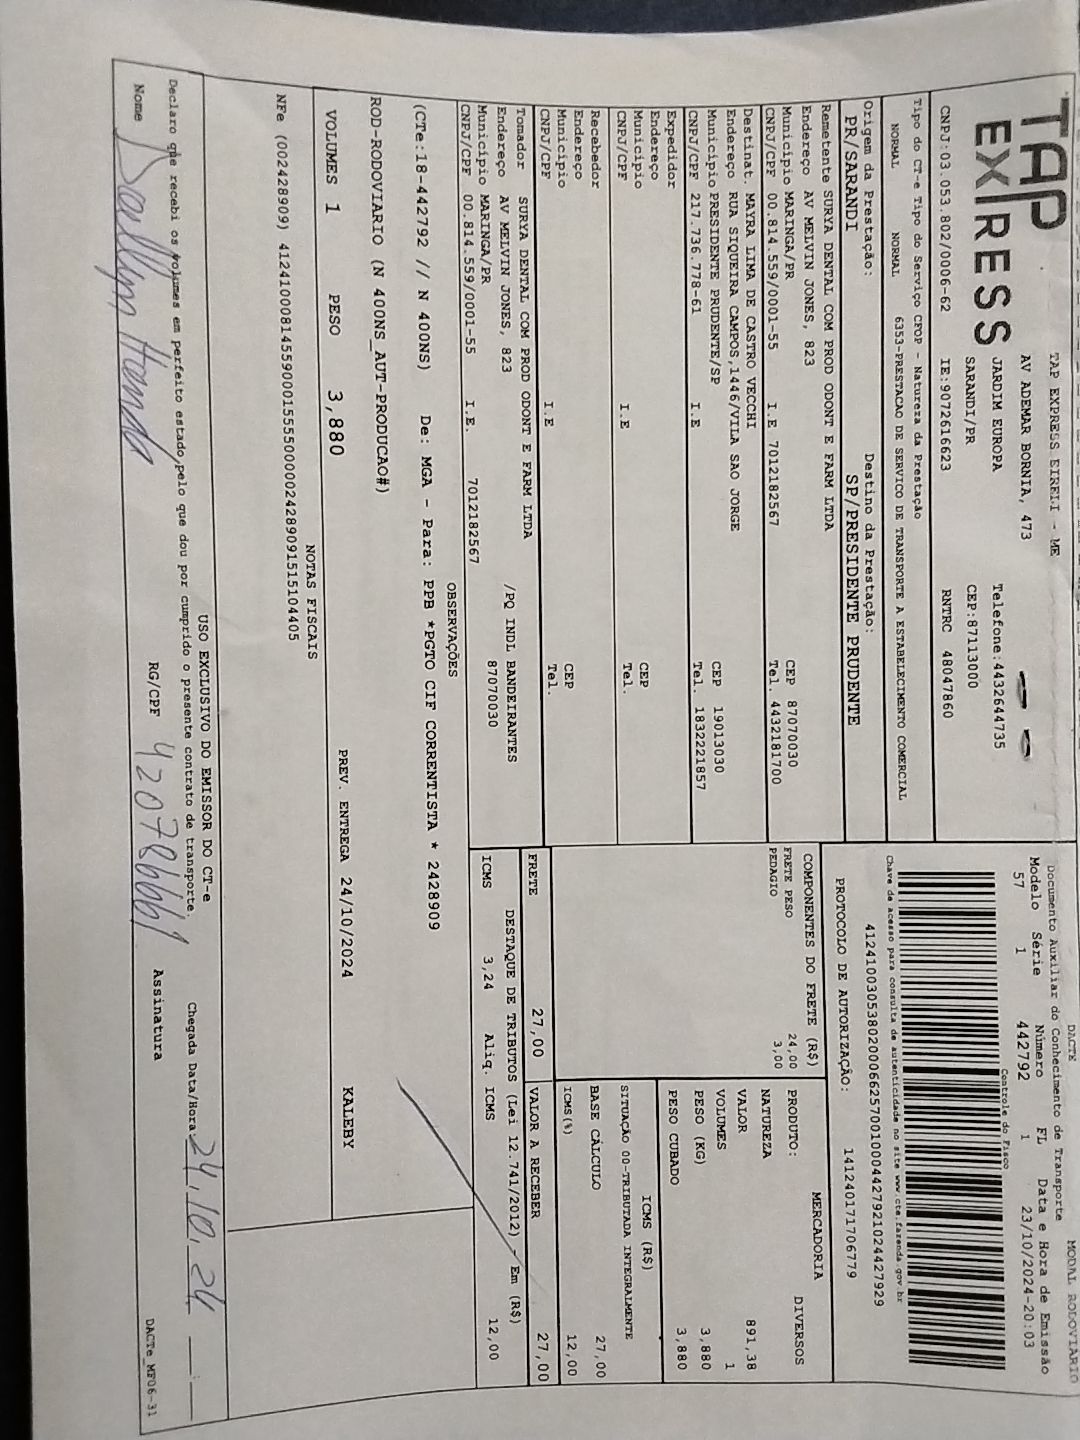 TAP
EXPRESS
TAP EXPRESS EIRELI - ME
AV ADEMAR BORNIA, 473
JARDIM EUROPA
SARANDI/PR
Telefone:4432644735
CEP:87113000
CNPJ:03.053.802/0006-62 IE:9072616623 RNTRC 48047860
DACTE MODAL RODOVIARIO
Documento Auxiliar do Conhecimento de Transporte
Modelo Série Número FL Data e Hora de Emissão
57 1 442792 1 23/10/2024-20:03
Controle do Fisco
Chave de acesso para consulta de autenticidade no site www.cte.fazenda.gov.br
41241003053802000662570010004427921024427929
PROTOCOLO DE AUTORIZAÇÃO: 141240171706779
Tipo do CT-e Tipo do Serviço CFOP - Natureza da Prestação
NORMAL NORMAL 6353-PRESTACAO DE SERVICO DE TRANSPORTE A ESTABELECIMENTO COMERCIAL
Origem da Prestação: Destino da Prestação:
PR/SARANDI SP/PRESIDENTE PRUDENTE
Remetente SURYA DENTAL COM PROD ODONT E FARM LTDA
Endereço AV MELVIN JONES, 823
Municipio MARINGA/PR CEP 87070030
CNPJ/CPF 00.814.559/0001-55 I.E 7012182567 Tel. 4432181700
Destinat. MAYRA LIMA DE CASTRO VECCHI
Endereço RUA SIQUEIRA CAMPOS,1446/VILA SAO JORGE
Municipio PRESIDENTE PRUDENTE/SP CEP 19013030
CNPJ/CPF 217.736.778-61 I.E Tel. 1832221857
Expedidor
Endereço
Municipio CEP
CNPJ/CPF I.E Tel.
Recebedor
Endereço
Municipio CEP
CNPJ/CPF I.E Tel.
Tomador SURYA DENTAL COM PROD ODONT E FARM LTDA
Endereço AV MELVIN JONES, 823 /PQ INDL BANDEIRANTES
Municipio MARINGA/PR 87070030
CNPJ/CPF 00.814.559/0001-55 I.E. 7012182567
COMPONENTES DO FRETE (R$)
FRETE PESO 24,00
PEDAGIO 3,00
MERCADORIA
PRODUTO: DIVERSOS
NATUREZA
VALOR 891,38
VOLUMES 1
PESO (KG) 3,880
PESO CUBADO 3,880
ICMS (R$)
SITUAÇÃO 00-TRIBUTADA INTEGRALMENTE
BASE CÁLCULO 27,00
ICMS(%) 12,00
FRETE 27,00 VALOR A RECEBER 27,00
DESTAQUE DE TRIBUTOS (Lei 12.741/2012) - Em (R$)
ICMS 3,24 Aliq. ICMS 12,00
OBSERVAÇÕES
(CTe:18-442792 // N 400NS) De: MGA - Para: PPB *PGTO CIF CORRENTISTA * 2428909
ROD-RODOVIARIO (N 400NS_AUT-PRODUCAO#)
VOLUMES 1 PESO 3,880 PREV. ENTREGA 24/10/2024 KALEBY
NOTAS FISCAIS
NFe (002428909) 41241000814559000155550000024289091515104405
USO EXCLUSIVO DO EMISSOR DO CT-e
Declaro que recebi os volumes em perfeito estado pelo que dou por cumprido o presente contrato de transporte. Chegada Data/Hora 24.10.24
Nome RG/CPF Assinatura DACTe_MF06-31